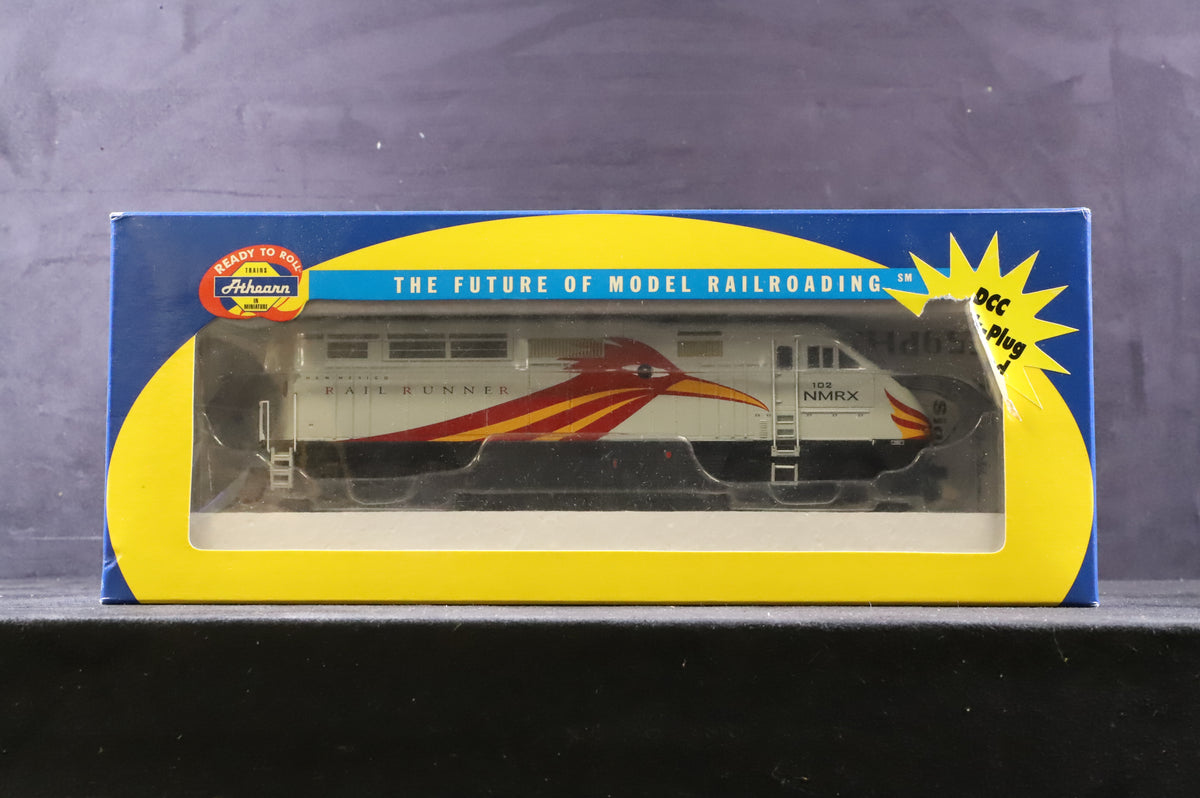 READY TO ROLL
TRAINS
Athearn
IN
MINIATURE
THE FUTURE OF MODEL RAILROADING SM
DCC
-Plug
d
NEW MEXICO
RAIL RUNNER
102
NMRX